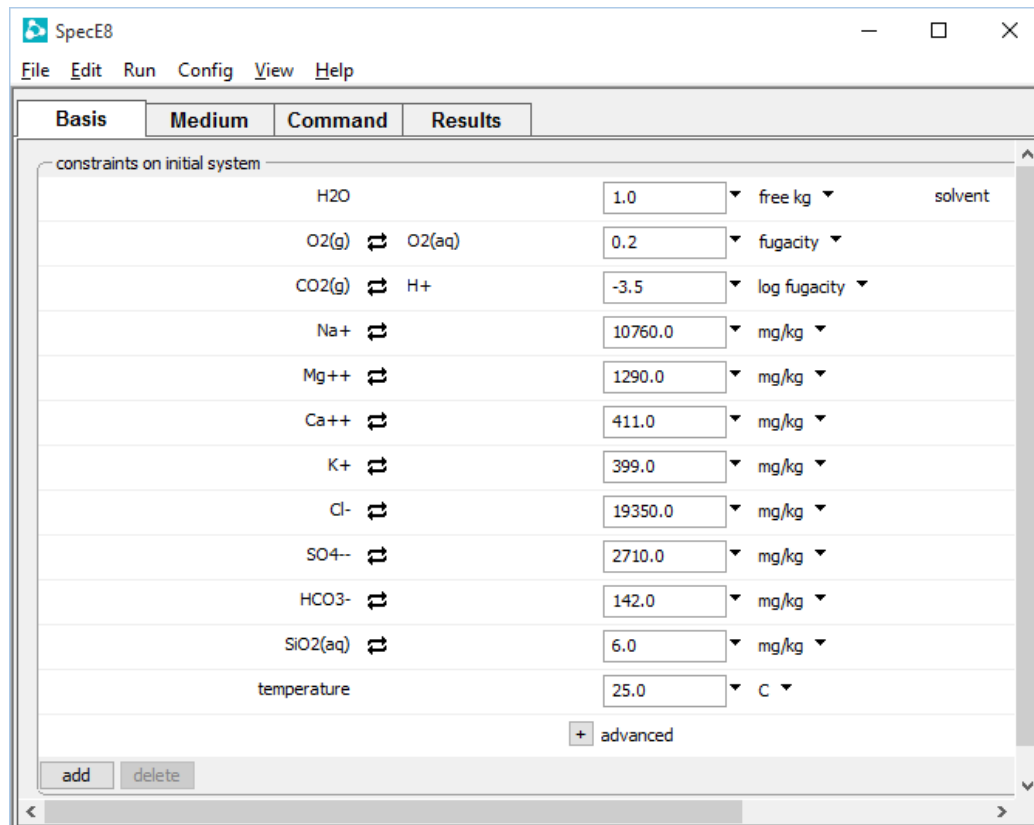 SpecE8
File Edit Run Config View Help
Basis Medium Command Results
constraints on initial system
H2O 1.0 free kg solvent
O2(g) O2(aq) 0.2 fugacity
CO2(g) H+ -3.5 log fugacity
Na+ 10760.0 mg/kg
Mg++ 1290.0 mg/kg
Ca++ 411.0 mg/kg
K+ 399.0 mg/kg
Cl- 19350.0 mg/kg
SO4-- 2710.0 mg/kg
HCO3- 142.0 mg/kg
SiO2(aq) 6.0 mg/kg
temperature 25.0 C
+ advanced
add delete